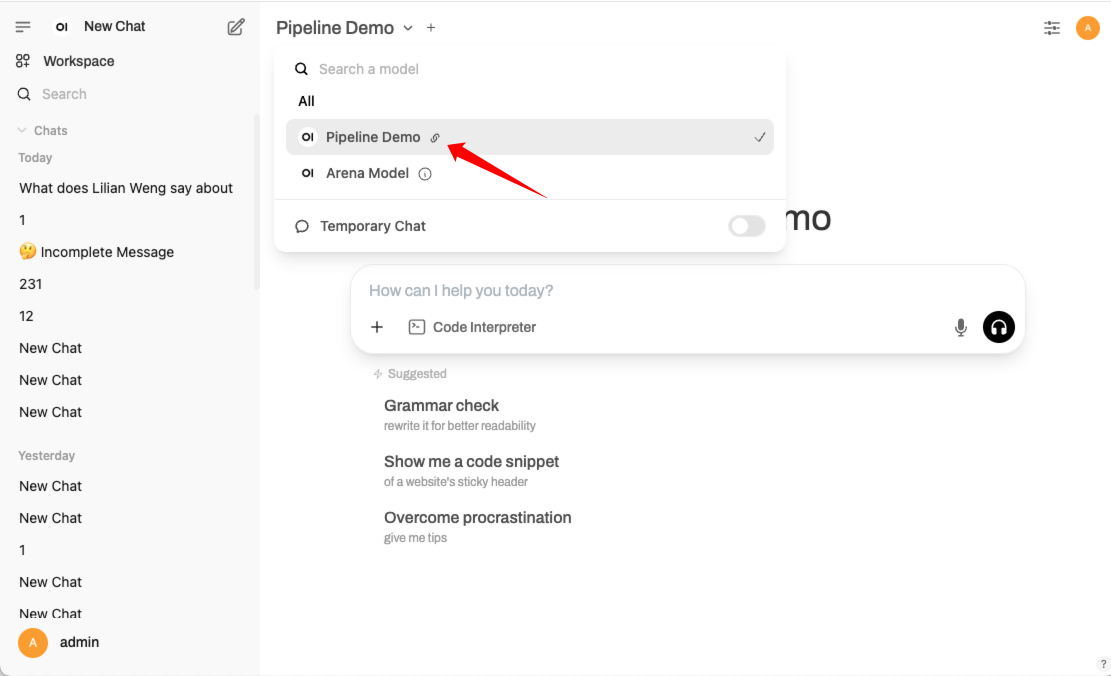 OI New Chat
Workspace
Search
Chats
Today
What does Lilian Weng say about
1
🤔 Incomplete Message
231
12
New Chat
New Chat
New Chat
Yesterday
New Chat
New Chat
1
New Chat
New Chat
A admin
Pipeline Demo
A
Search a model
All
OI Pipeline Demo
OI Arena Model
Temporary Chat
mo
How can I help you today?
Code Interpreter
Suggested
Grammar check
rewrite it for better readability
Show me a code snippet
of a website's sticky header
Overcome procrastination
give me tips
?